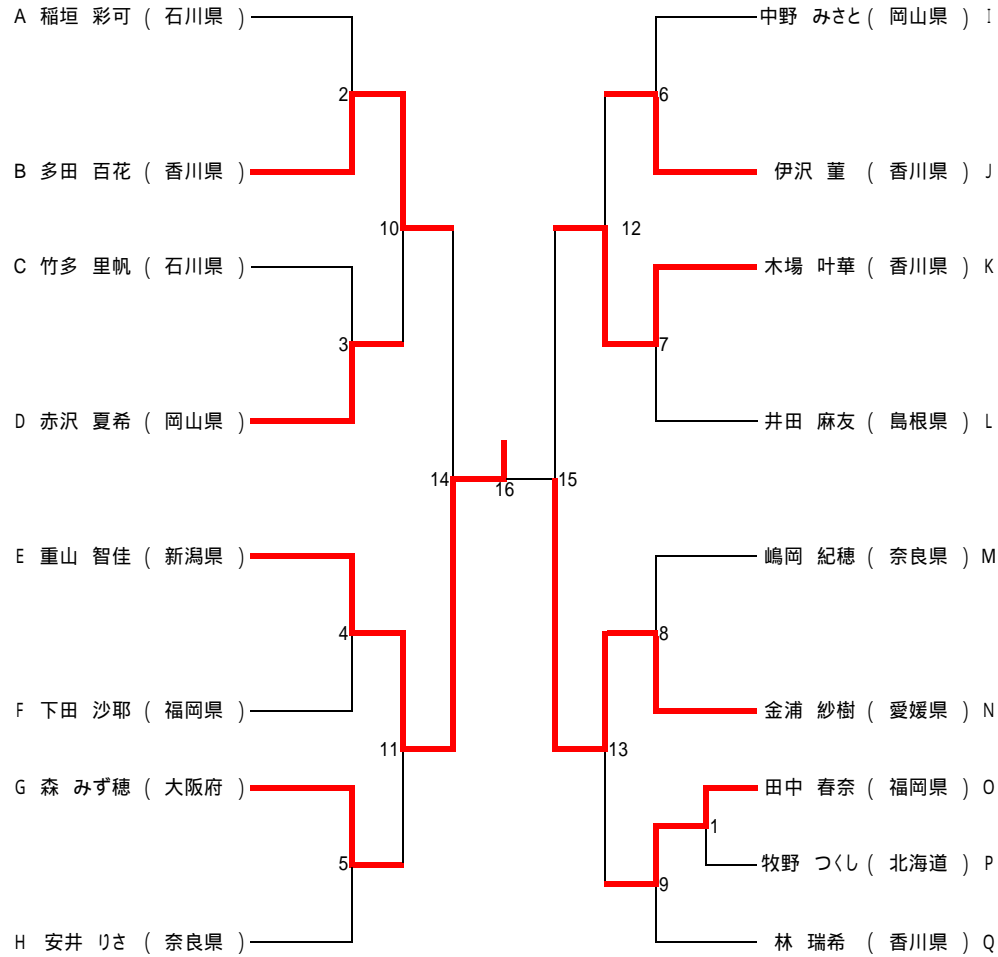 A 稲垣 彩可 ( 石川県 )
中野 みさと ( 岡山県 ) I
2
6
B 多田 百花 ( 香川県 )
伊沢 菫 ( 香川県 ) J
10
12
C 竹多 里帆 ( 石川県 )
木場 叶華 ( 香川県 ) K
3
7
D 赤沢 夏希 ( 岡山県 )
井田 麻友 ( 島根県 ) L
14
16
15
E 重山 智佳 ( 新潟県 )
嶋岡 紀穂 ( 奈良県 ) M
4
8
F 下田 沙耶 ( 福岡県 )
金浦 紗樹 ( 愛媛県 ) N
11
13
G 森 みず穂 ( 大阪府 )
田中 春奈 ( 福岡県 ) O
1
5
牧野 つくし ( 北海道 ) P
9
H 安井 りさ ( 奈良県 )
林 瑞希 ( 香川県 ) Q